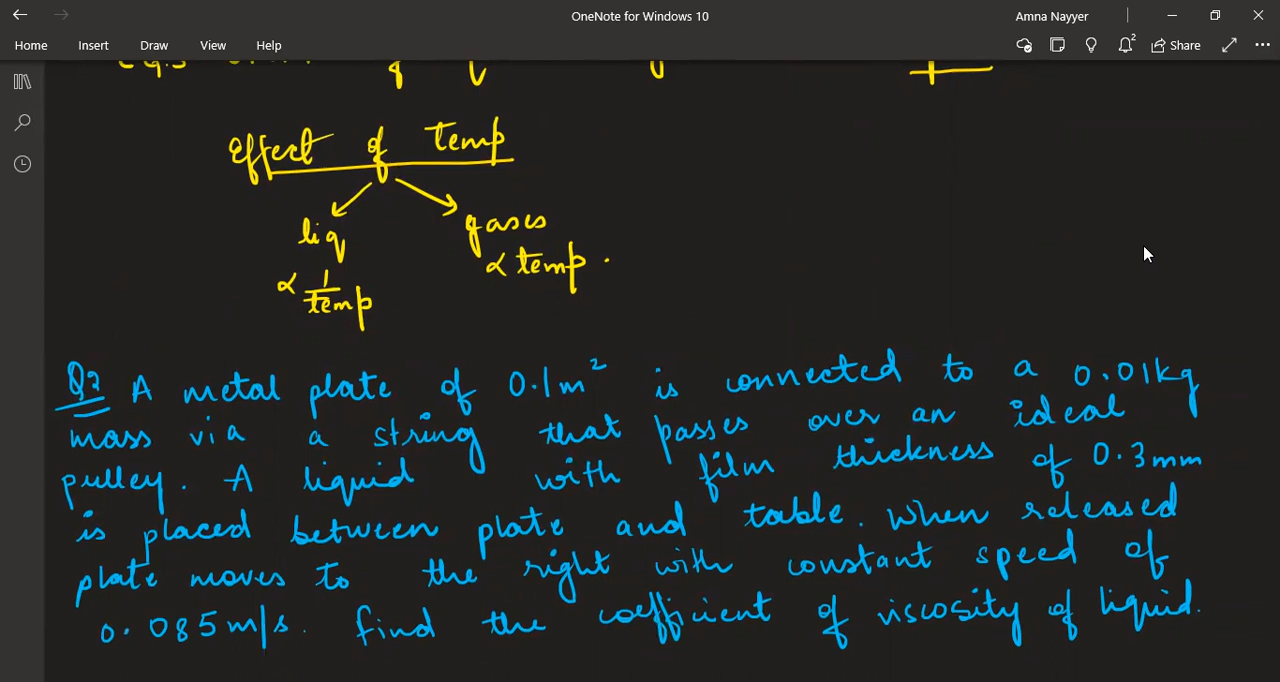 OneNote for Windows 10
Amna Nayyer
Home Insert Draw View Help
2 Share
Effect of temp
liq gases
∝ 1/temp ∝ temp.
Q2 A metal plate of 0.1m² is connected to a 0.01kg
mass via a string that passes over an ideal
pulley. A liquid with film thickness of 0.3mm
is placed between plate and table. When released
plate moves to the right with constant speed of
0.085m/s. find the coefficient of viscosity of liquid.